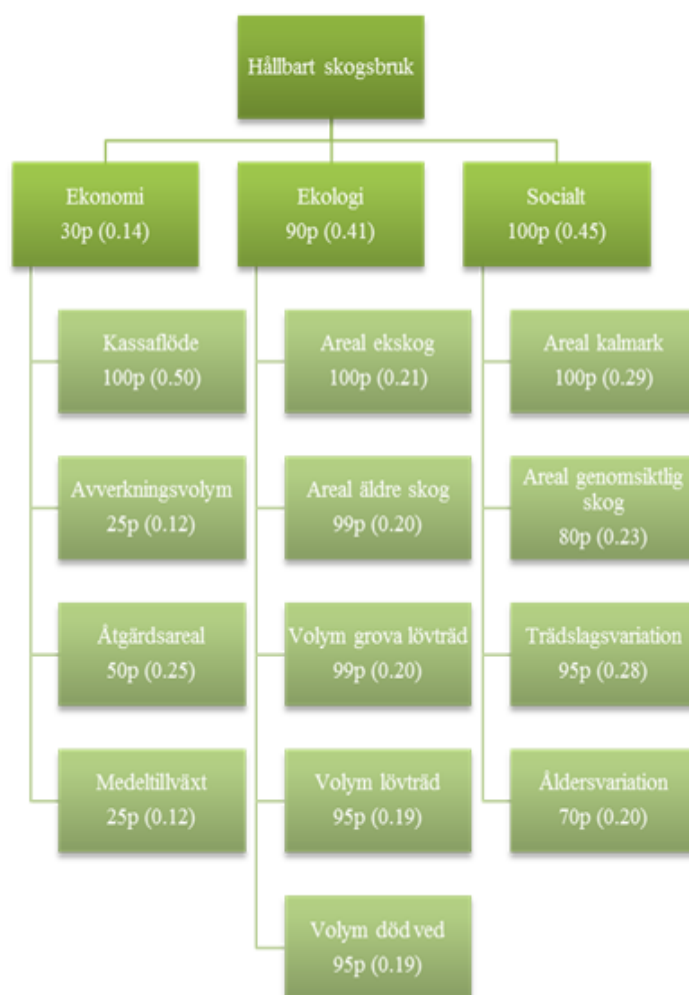 Hållbart skogsbruk
Ekonomi
30p (0.14)
Ekologi
90p (0.41)
Socialt
100p (0.45)
Kassaflöde
100p (0.50)
Areal ekskog
100p (0.21)
Areal kalmark
100p (0.29)
Avverkningsvolym
25p (0.12)
Areal äldre skog
99p (0.20)
Areal genomsiktlig
skog
80p (0.23)
Åtgärdsareal
50p (0.25)
Volym grova lövträd
99p (0.20)
Trädslagsvariation
95p (0.28)
Medeltillväxt
25p (0.12)
Volym lövträd
95p (0.19)
Åldersvariation
70p (0.20)
Volym död ved
95p (0.19)